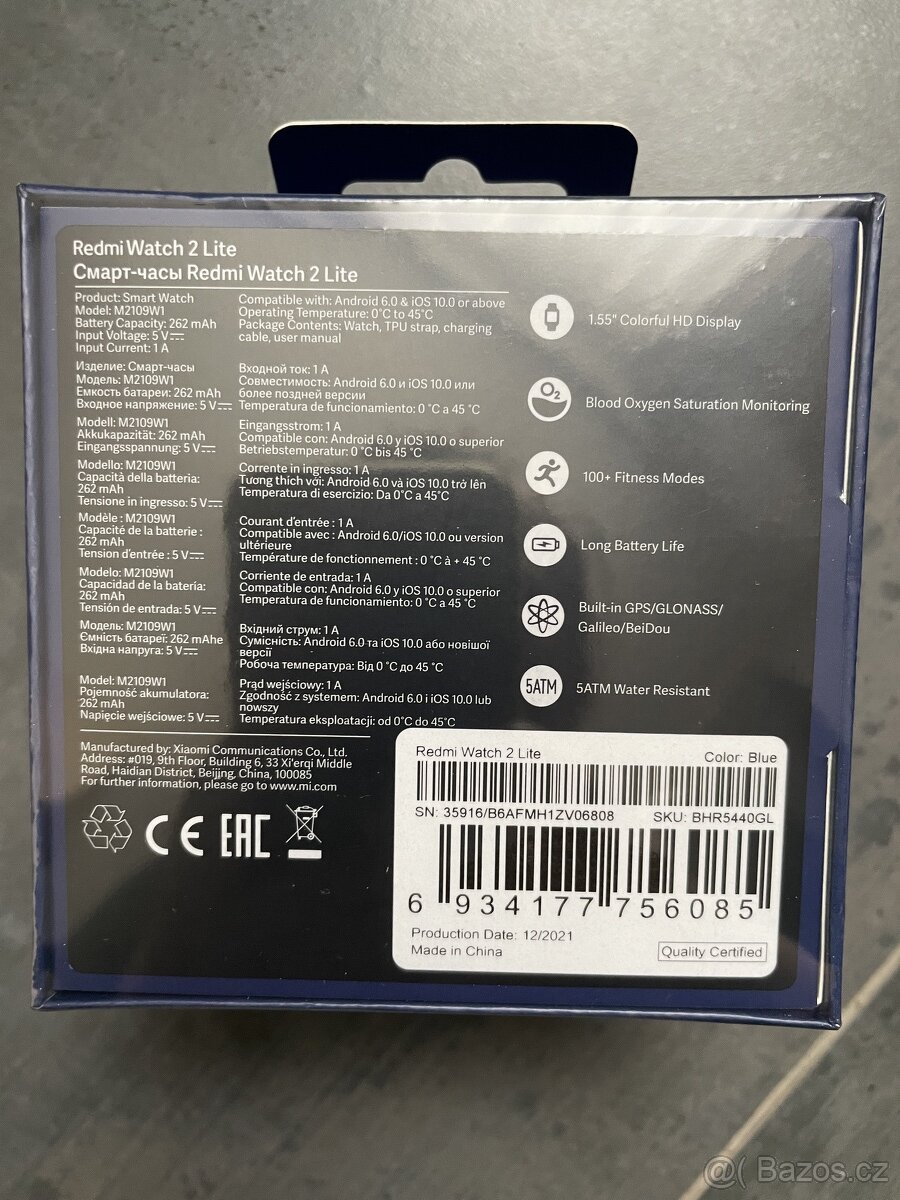 Redmi Watch 2 Lite
Смарт-часы Redmi Watch 2 Lite
Product: Smart Watch
Model: M2109W1
Battery Capacity: 262 mAh
Input Voltage: 5 V⎓
Input Current: 1 A
Compatible with: Android 6.0 & iOS 10.0 or above
Operating Temperature: 0°C to 45°C
Package Contents: Watch, TPU strap, charging
cable, user manual
Изделие: Смарт-часы
Модель: M2109W1
Емкость батареи: 262 mAh
Входное напряжение: 5 V⎓
Входной ток: 1 A
Совместимость: Android 6.0 и iOS 10.0 или
более поздней версии
Temperatura de funcionamiento: 0 °C a 45 °C
Modell: M2109W1
Akkukapazität: 262 mAh
Eingangsspannung: 5 V⎓
Eingangsstrom: 1 A
Compatible con: Android 6.0 y iOS 10.0 o superior
Betriebstemperatur: 0 °C bis 45 °C
Modello: M2109W1
Capacità della batteria:
262 mAh
Tensione in ingresso: 5 V⎓
Corrente in ingresso: 1 A
Tương thích với: Android 6.0 và iOS 10.0 trở lên
Temperatura di esercizio: Da 0°C a 45°C
Modèle : M2109W1
Capacité de la batterie :
262 mAh
Tension d'entrée : 5 V⎓
Courant d'entrée : 1 A
Compatible avec : Android 6.0/iOS 10.0 ou version
ultérieure
Température de fonctionnement : 0 °C à + 45 °C
Modelo: M2109W1
Capacidad de la batería:
262 mAh
Tensión de entrada: 5 V⎓
Corriente de entrada: 1 A
Compatible con: Android 6.0 y iOS 10.0 o superior
Temperatura de funcionamiento: 0 °C a 45 °C
Модель: M2109W1
Ємність батареї: 262 mAhe
Вхідна напруга: 5 V⎓
Вхідний струм: 1 A
Сумісність: Android 6.0 та iOS 10.0 або новішої
версії
Робоча температура: Від 0 °C до 45 °C
Model: M2109W1
Pojemność akumulatora:
262 mAh
Napięcie wejściowe: 5 V⎓
Prąd wejściowy: 1 A
Zgodność z systemem: Android 6.0 i iOS 10.0 lub
nowszy
Temperatura eksploatacji: od 0°C do 45°C
1.55" Colorful HD Display
O2
Blood Oxygen Saturation Monitoring
100+ Fitness Modes
Long Battery Life
Built-in GPS/GLONASS/
Galileo/BeiDou
5ATM
5ATM Water Resistant
Manufactured by: Xiaomi Communications Co., Ltd.
Address: #019, 9th Floor, Building 6, 33 Xi'erqi Middle
Road, Haidian District, Beijing, China, 100085
For further information, please go to www.mi.com
CE EAC
Redmi Watch 2 Lite
Color: Blue
SN: 35916/B6AFMH1ZV06808
SKU: BHR5440GL
6 934177 756085
Production Date: 12/2021
Made in China
Quality Certified
@( Bazos.cz